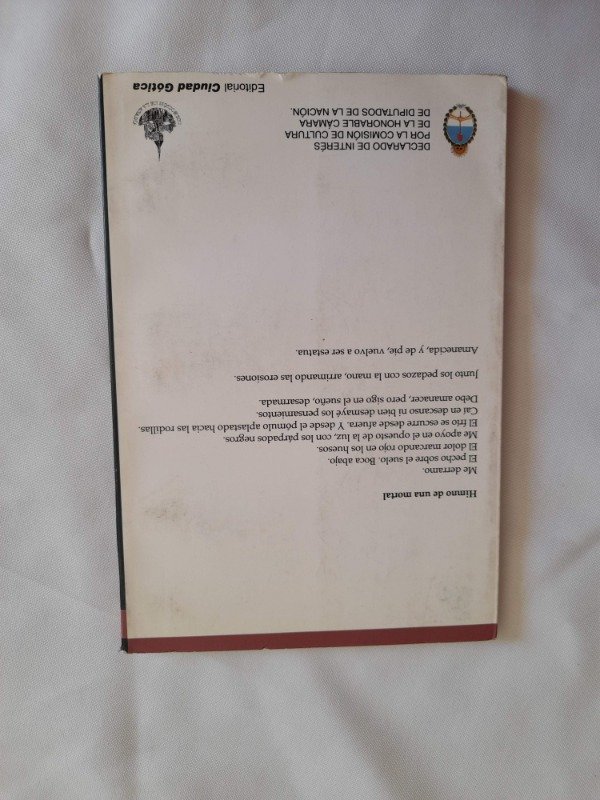 Himno de una mortal
Me derramo.
El pecho sobre el suelo. Boca abajo.
El dolor marcando rojo en los huesos.
Me apoyo en el opuesto de la luz, con los párpados negros.
El frío se escurre desde afuera. Y desde el pómulo aplastado hacia las rodillas.
Caí en descanso ni bien desmayé los pensamientos.
Debo amanecer, pero sigo en el sueño, desarmada.
Junto los pedazos con la mano, arrimando las erosiones.
Amanecida, y de pie, vuelvo a ser estatua.
DECLARADO DE INTERÉS
POR LA COMISIÓN DE CULTURA
DE LA HONORABLE CÁMARA
DE DIPUTADOS DE LA NACIÓN.
Editorial Ciudad Gótica